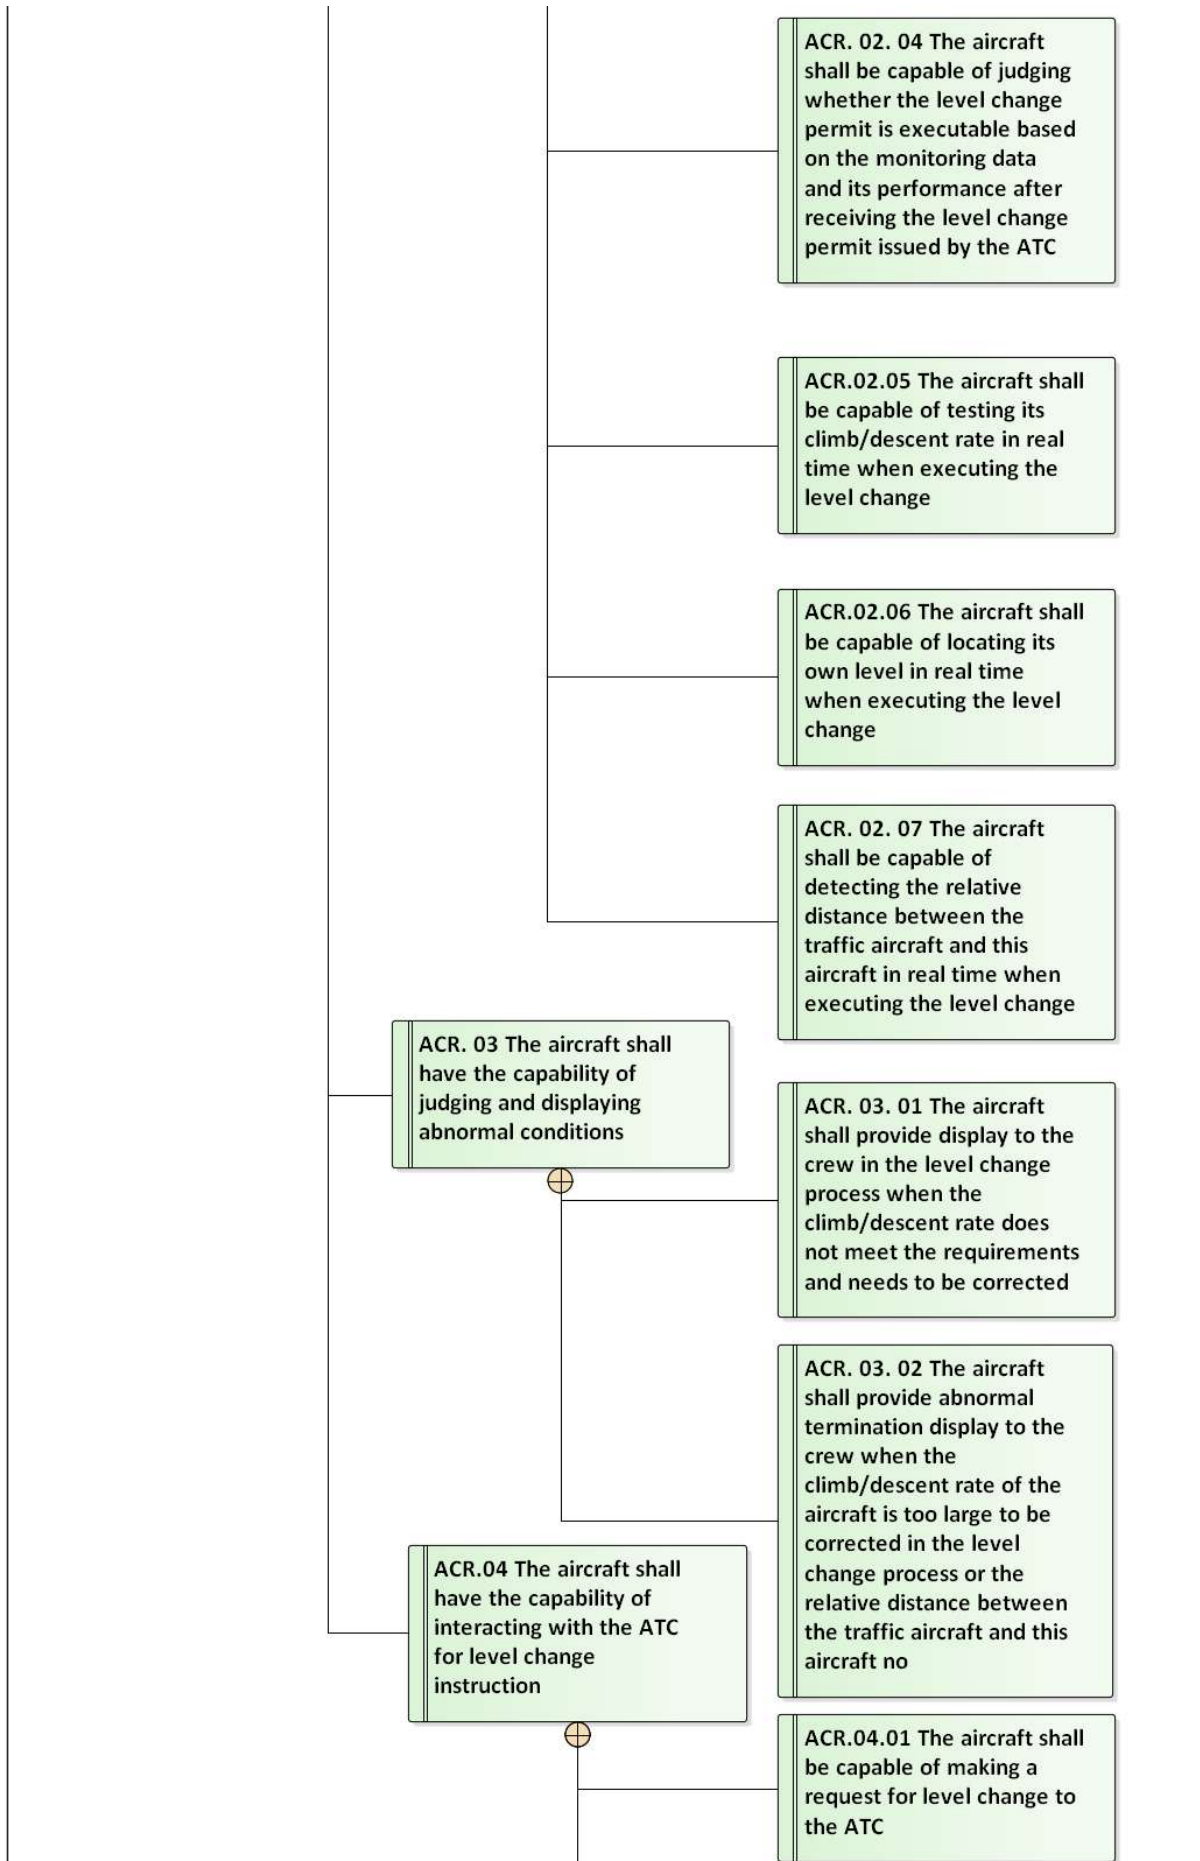 ACR. 02. 04 The aircraft
shall be capable of judging
whether the level change
permit is executable based
on the monitoring data
and its performance after
receiving the level change
permit issued by the ATC
ACR.02.05 The aircraft shall
be capable of testing its
climb/descent rate in real
time when executing the
level change
ACR.02.06 The aircraft shall
be capable of locating its
own level in real time
when executing the level
change
ACR. 02. 07 The aircraft
shall be capable of
detecting the relative
distance between the
traffic aircraft and this
aircraft in real time when
executing the level change
ACR. 03 The aircraft shall
have the capability of
judging and displaying
abnormal conditions
ACR. 03. 01 The aircraft
shall provide display to the
crew in the level change
process when the
climb/descent rate does
not meet the requirements
and needs to be corrected
ACR. 03. 02 The aircraft
shall provide abnormal
termination display to the
crew when the
climb/descent rate of the
aircraft is too large to be
corrected in the level
change process or the
relative distance between
the traffic aircraft and this
aircraft no
ACR.04 The aircraft shall
have the capability of
interacting with the ATC
for level change
instruction
ACR.04.01 The aircraft shall
be capable of making a
request for level change to
the ATC